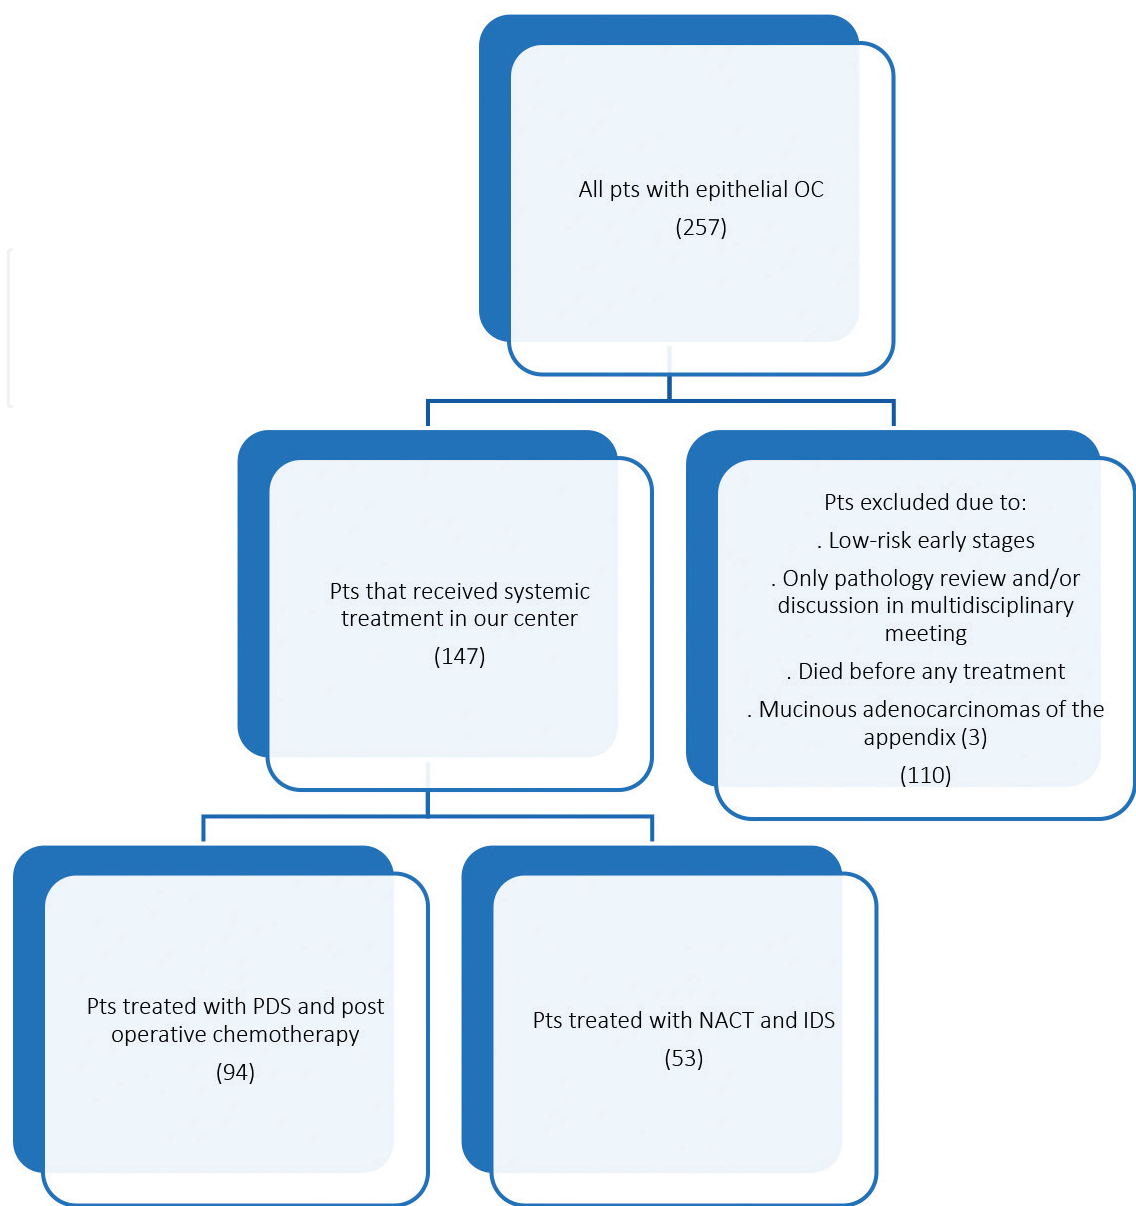 All pts with epithelial OC
(257)
Pts that received systemic
treatment in our center
(147)
Pts excluded due to:
. Low-risk early stages
. Only pathology review and/or
discussion in multidisciplinary
meeting
. Died before any treatment
. Mucinous adenocarcinomas of the
appendix (3)
(110)
Pts treated with PDS and post
operative chemotherapy
(94)
Pts treated with NACT and IDS
(53)